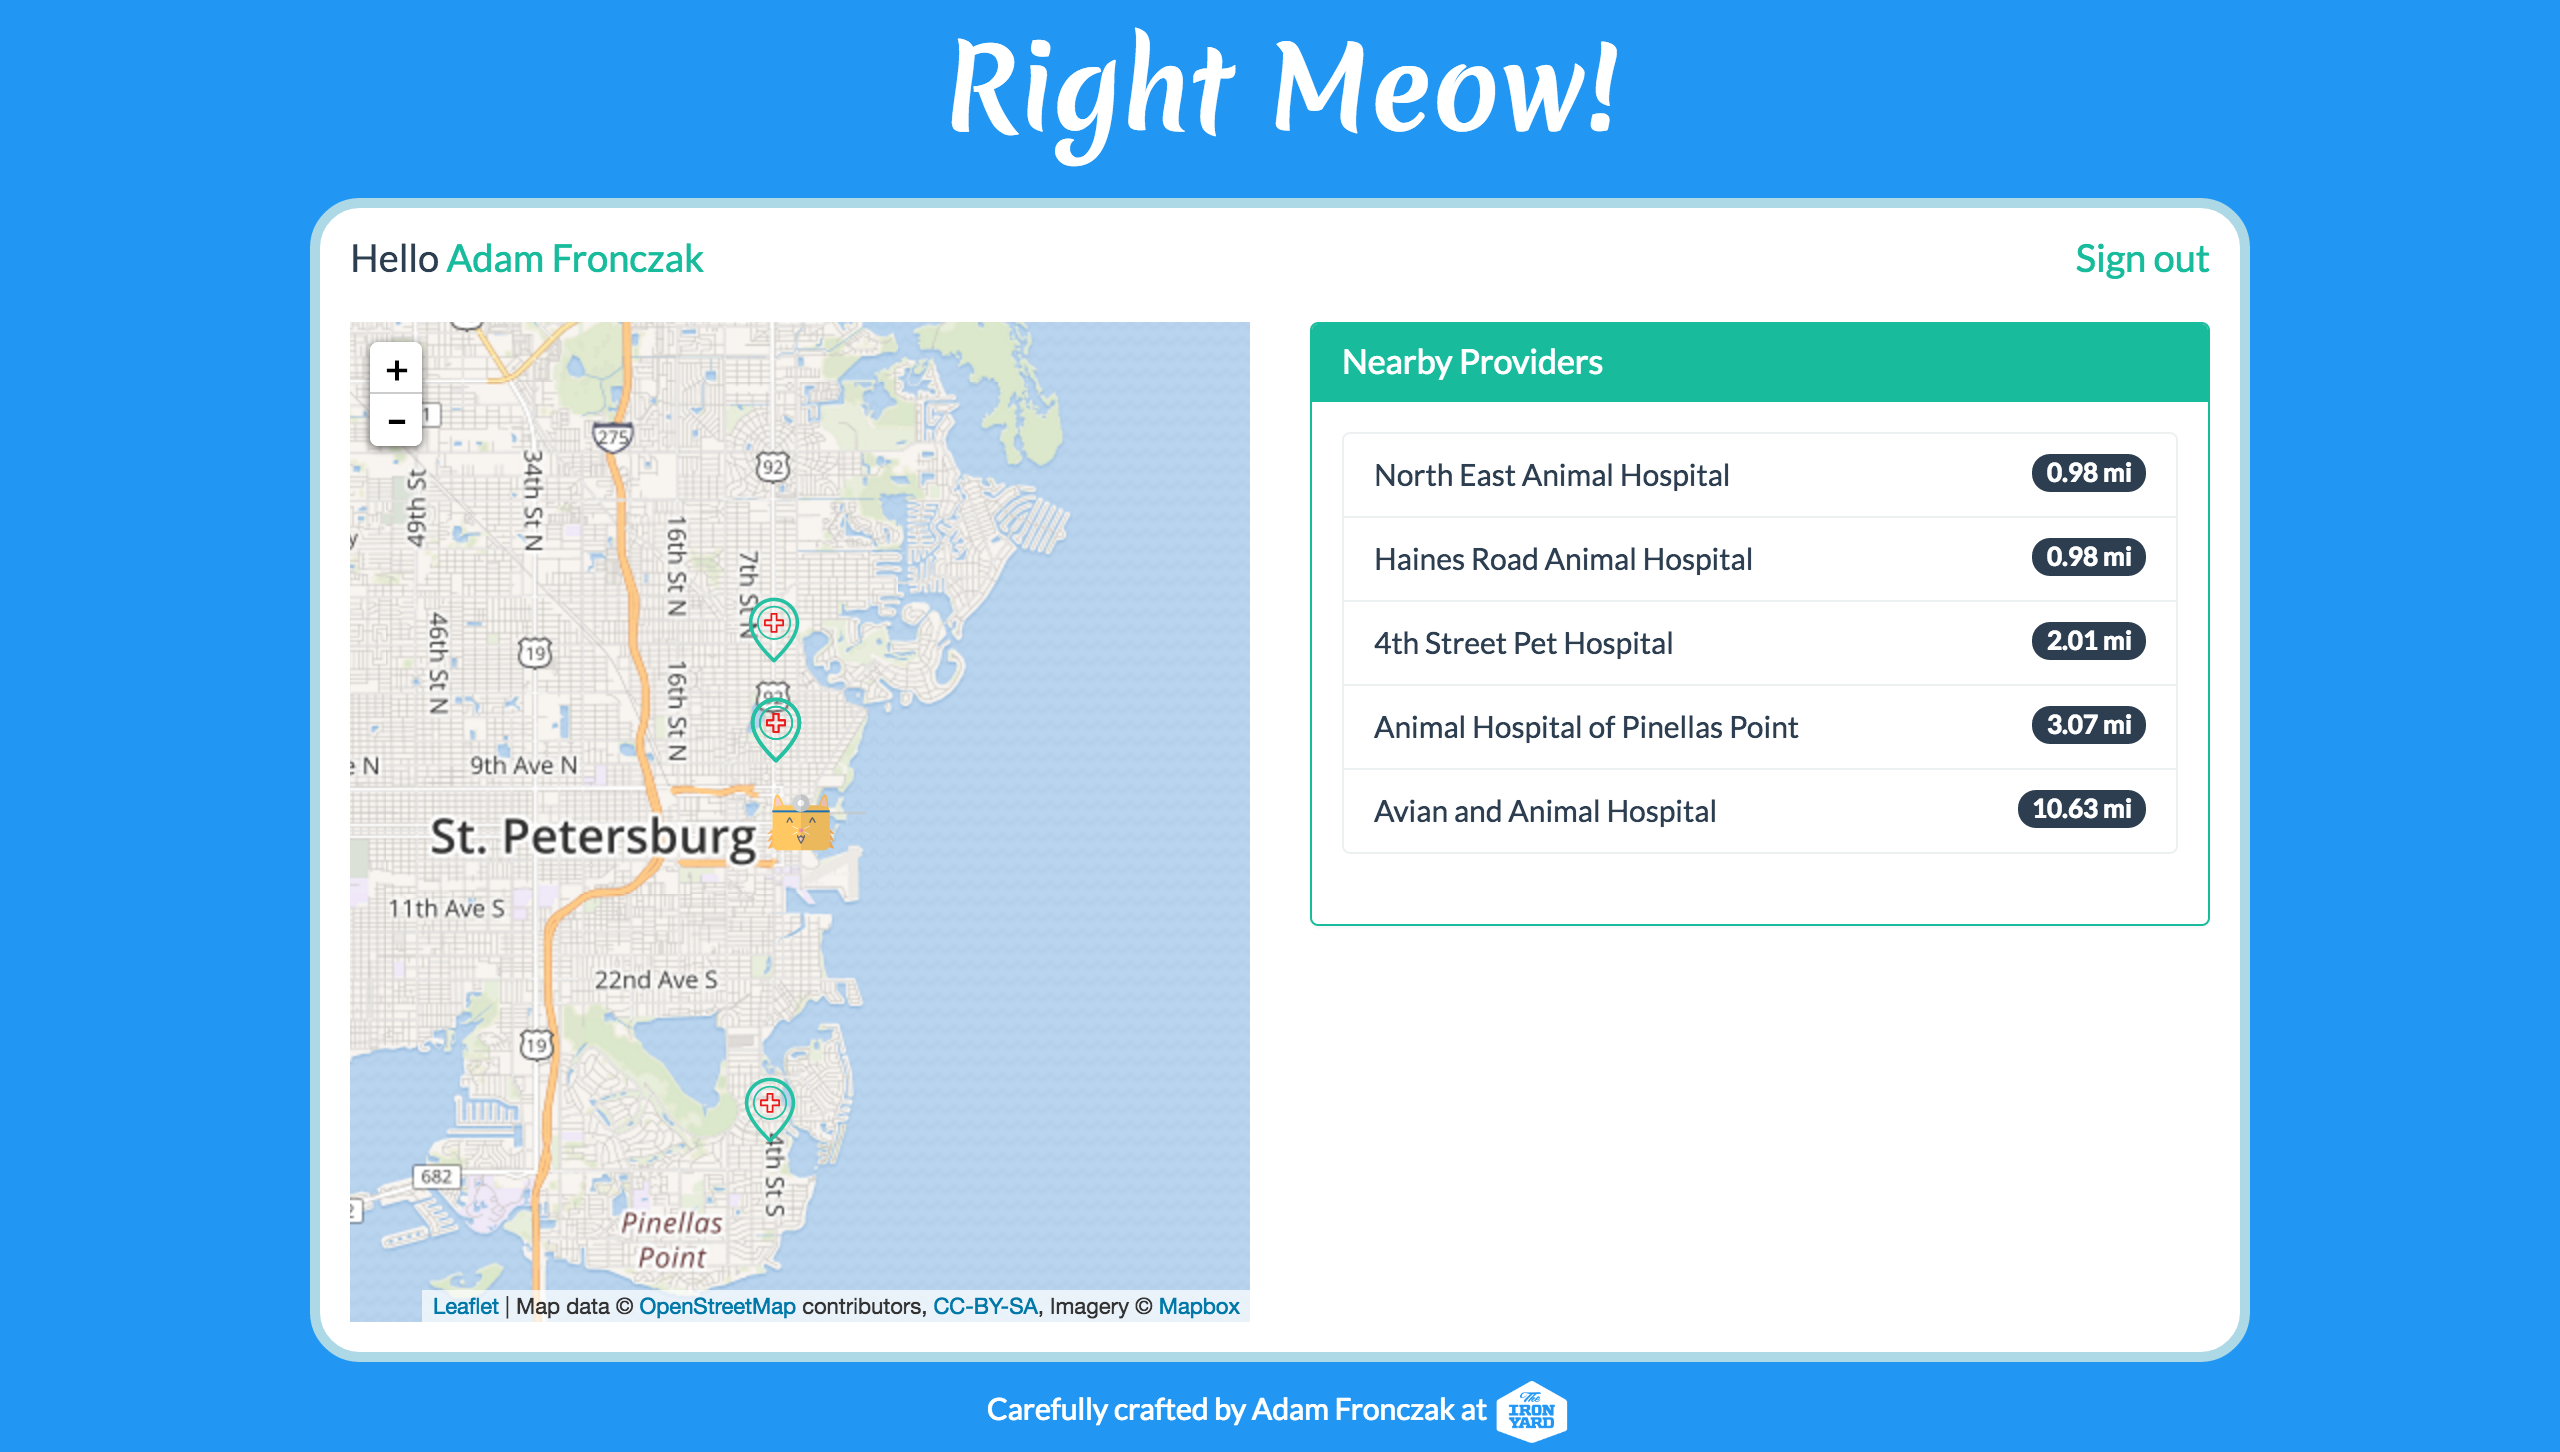 Right Meow!
Hello Adam Fronczak
Sign out
+
−
1
275
92
34th St N
49th St N
16th St N
7th St N
46th St N
19
16th St N
92
9th Ave N
e N
St. Petersburg
11th Ave S
22nd Ave S
19
4th St S
682
2
Pinellas
Point
Leaflet | Map data © OpenStreetMap contributors, CC-BY-SA, Imagery © Mapbox
Nearby Providers
North East Animal Hospital 0.98 mi
Haines Road Animal Hospital 0.98 mi
4th Street Pet Hospital 2.01 mi
Animal Hospital of Pinellas Point 3.07 mi
Avian and Animal Hospital 10.63 mi
Carefully crafted by Adam Fronczak at The IRON YARD